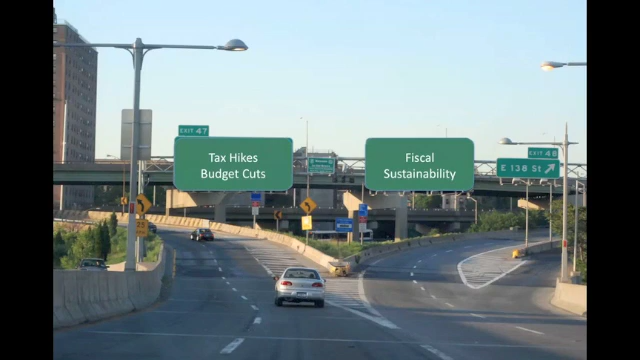 EXIT 47
Tax Hikes
Budget Cuts
Fiscal
Sustainability
EXIT 48
E 138 St